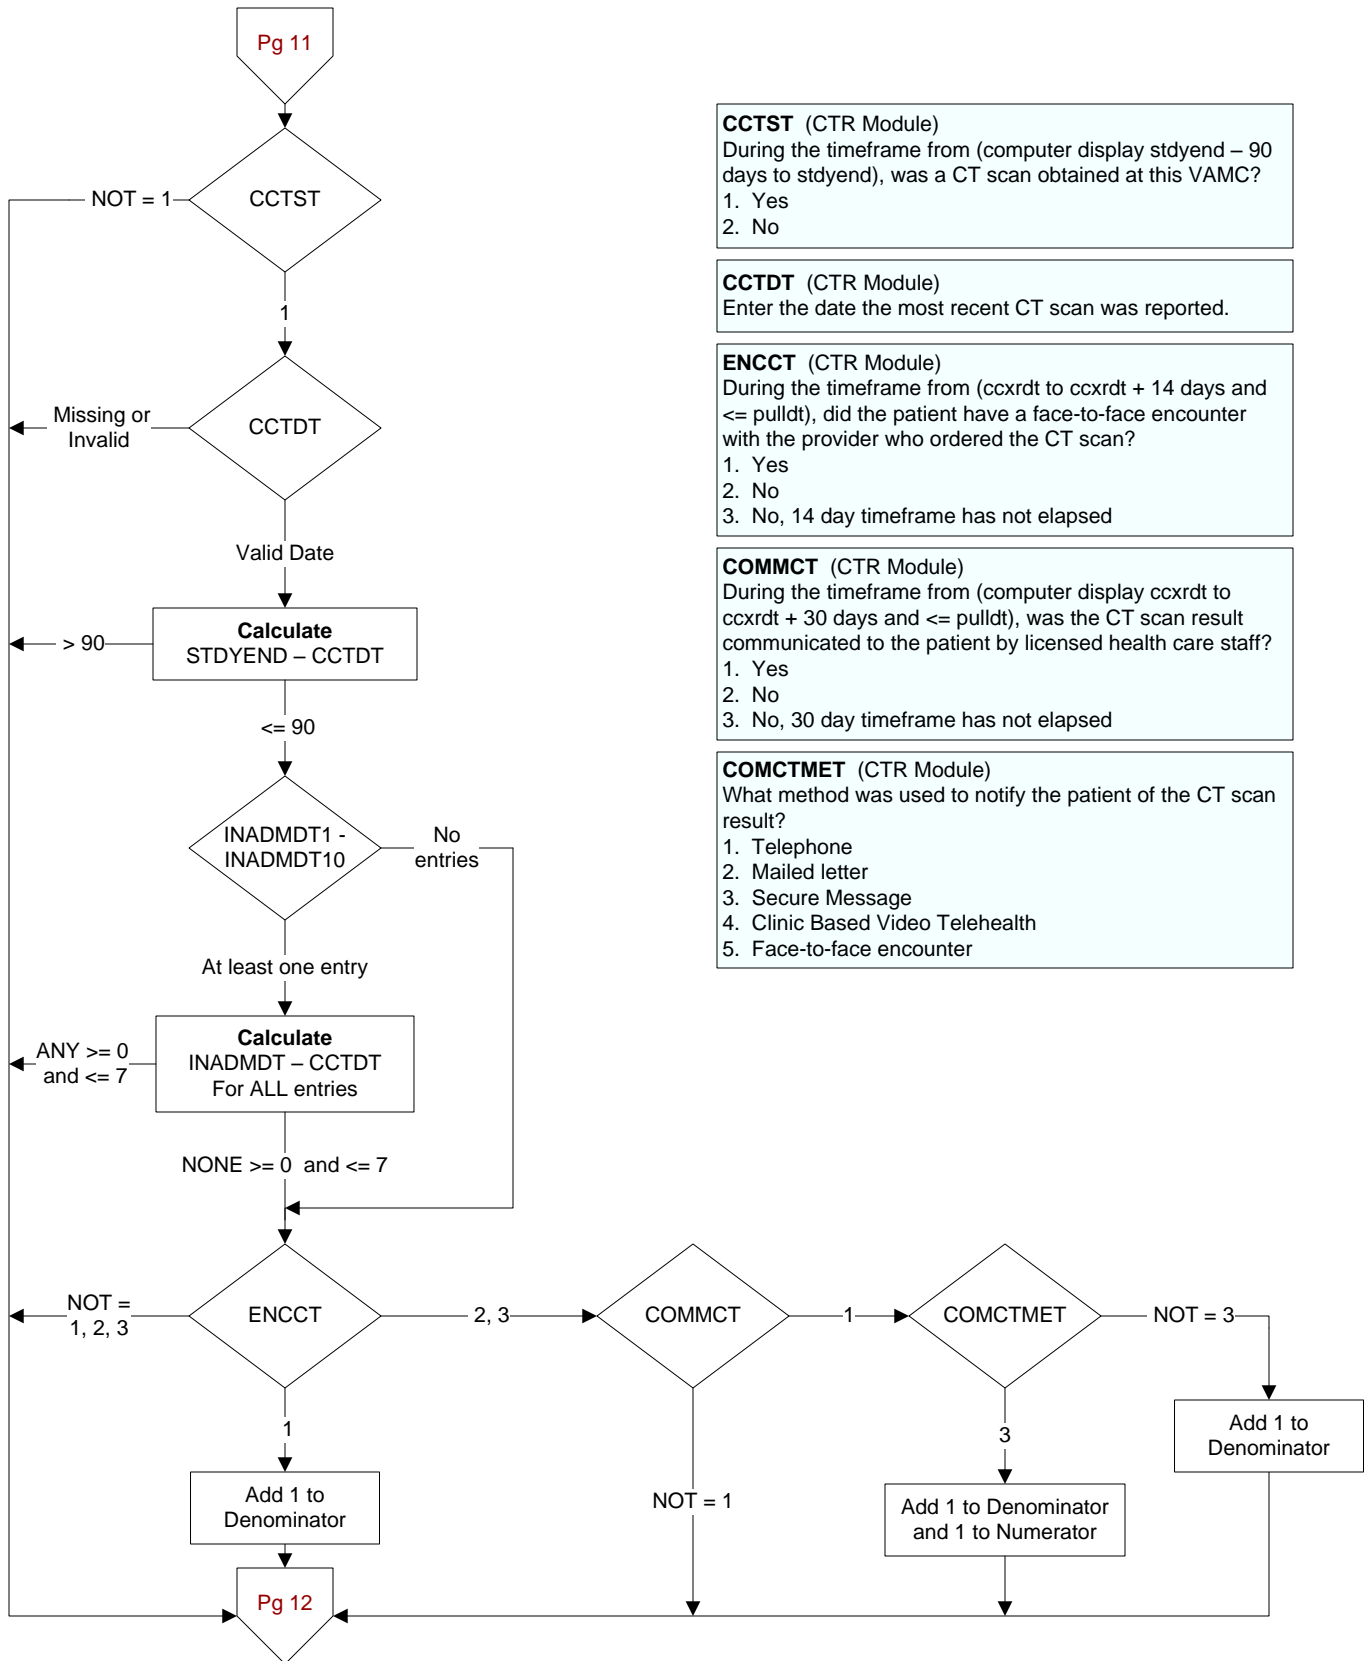 Pg 11
CCTST
NOT = 1
1
CCTDT
Missing or
Invalid
Valid Date
Calculate
STDYEND – CCTDT
> 90
<= 90
INADMDT1 -
INADMDT10
No
entries
At least one entry
Calculate
INADMDT – CCTDT
For ALL entries
ANY >= 0
and <= 7
NONE >= 0 and <= 7
ENCCT
NOT =
1, 2, 3
2, 3
COMMCT
1
COMCTMET
NOT = 3
Add 1 to
Denominator
1
Add 1 to
Denominator
NOT = 1
3
Add 1 to Denominator
and 1 to Numerator
Pg 12
CCTST (CTR Module)
During the timeframe from (computer display stdyend – 90
days to stdyend), was a CT scan obtained at this VAMC?
1. Yes
2. No
CCTDT (CTR Module)
Enter the date the most recent CT scan was reported.
ENCCT (CTR Module)
During the timeframe from (ccxrdt to ccxrdt + 14 days and
<= pulldt), did the patient have a face-to-face encounter
with the provider who ordered the CT scan?
1. Yes
2. No
3. No, 14 day timeframe has not elapsed
COMMCT (CTR Module)
During the timeframe from (computer display ccxrdt to
ccxrdt + 30 days and <= pulldt), was the CT scan result
communicated to the patient by licensed health care staff?
1. Yes
2. No
3. No, 30 day timeframe has not elapsed
COMCTMET (CTR Module)
What method was used to notify the patient of the CT scan
result?
1. Telephone
2. Mailed letter
3. Secure Message
4. Clinic Based Video Telehealth
5. Face-to-face encounter